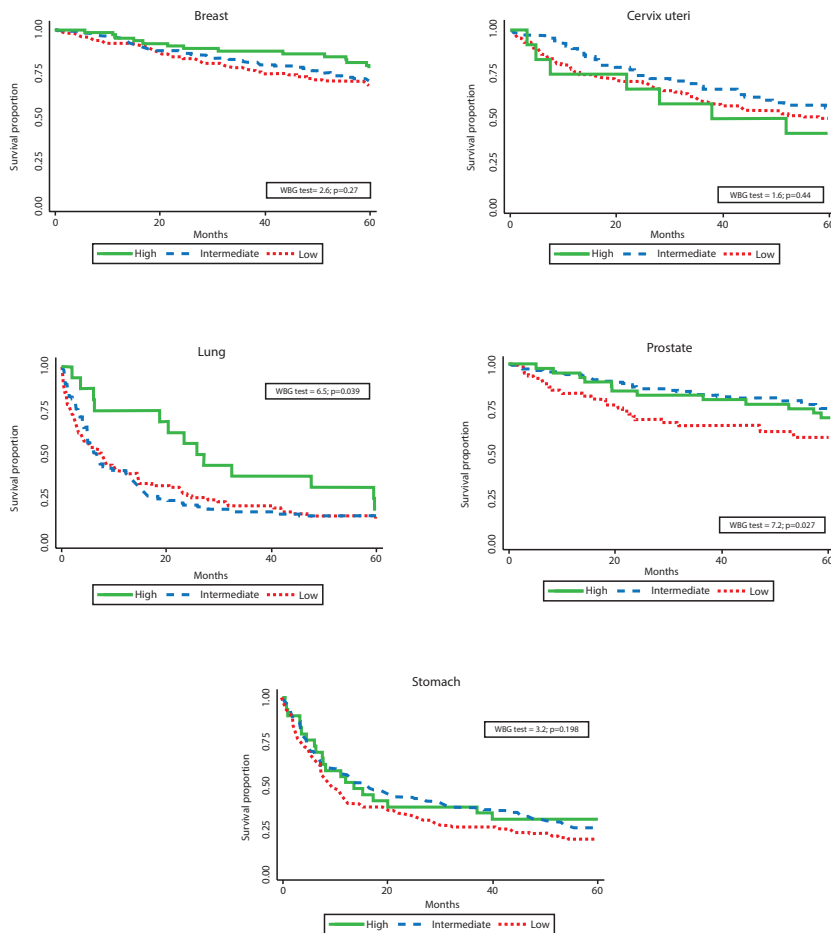 Breast
Survival proportion
1.00
0.75
0.50
0.25
0.00
WBG test= 2.6; p=0.27
0 20 40 60
Months
High Intermediate Low
Cervix uteri
Survival proportion
1.00
0.75
0.50
0.25
0.00
WBG test = 1.6; p=0.44
0 20 40 60
Months
High Intermediate Low
Lung
Survival proportion
1.00
0.75
0.50
0.25
0.00
WBG test = 6.5; p=0.039
0 20 40 60
Months
High Intermediate Low
Prostate
Survival proportion
1.00
0.75
0.50
0.25
0.00
WBG test = 7.2; p=0.027
0 20 40 60
Months
High Intermediate Low
Stomach
Survival proportion
1.00
0.75
0.50
0.25
0.00
WBG test = 3.2; p=0.198
0 20 40 60
Months
High Intermediate Low